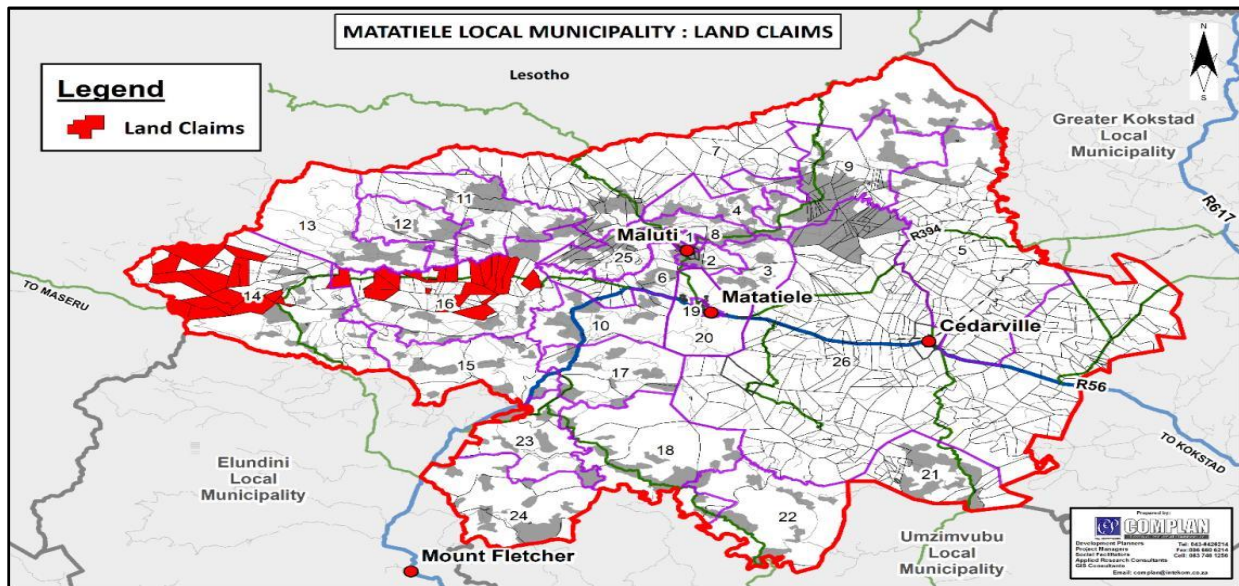 MATATIELE LOCAL MUNICIPALITY : LAND CLAIMS
Legend
Land Claims
Lesotho
Greater Kokstad
Local
Municipality
R617
7
9
11
13
12
4
8
1
Maluti
2
25
3
R394
5
TO MASERU
14
16
6
Matatiele
19
10
20
Cedarville
26
15
17
R56
TO KOKSTAD
23
18
21
Elundini
Local
Municipality
24
22
Mount Fletcher
Umzimvubu
Local
Municipality
Prepared by:
COMPLAN
Development Planners
Project Managers
Social Facilitators
Applied Research Consultants
GIS Consultants
N
S